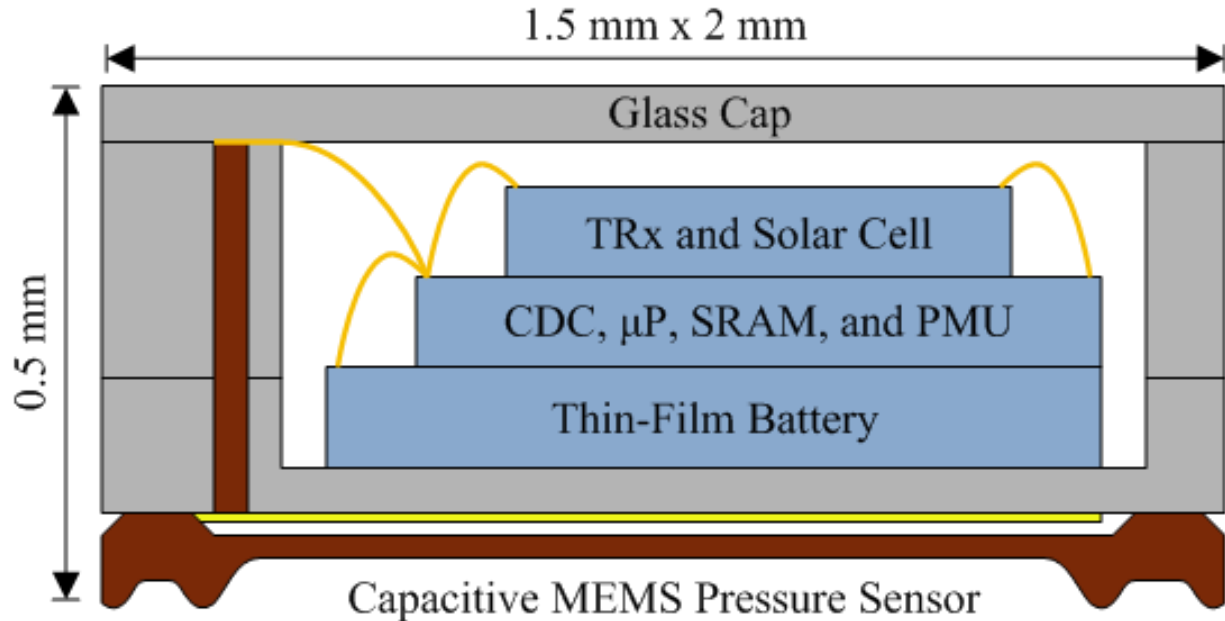 1.5 mm x 2 mm
Glass Cap
TRx and Solar Cell
CDC, μP, SRAM, and PMU
0.5 mm
Thin-Film Battery
Capacitive MEMS Pressure Sensor